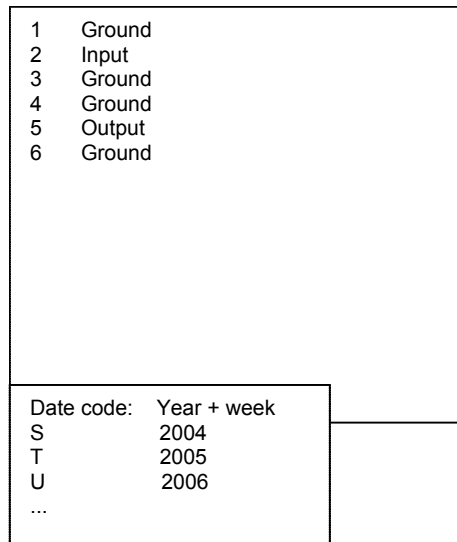 1 Ground
2 Input
3 Ground
4 Ground
5 Output
6 Ground
Date code: Year + week
S 2004
T 2005
U 2006
...